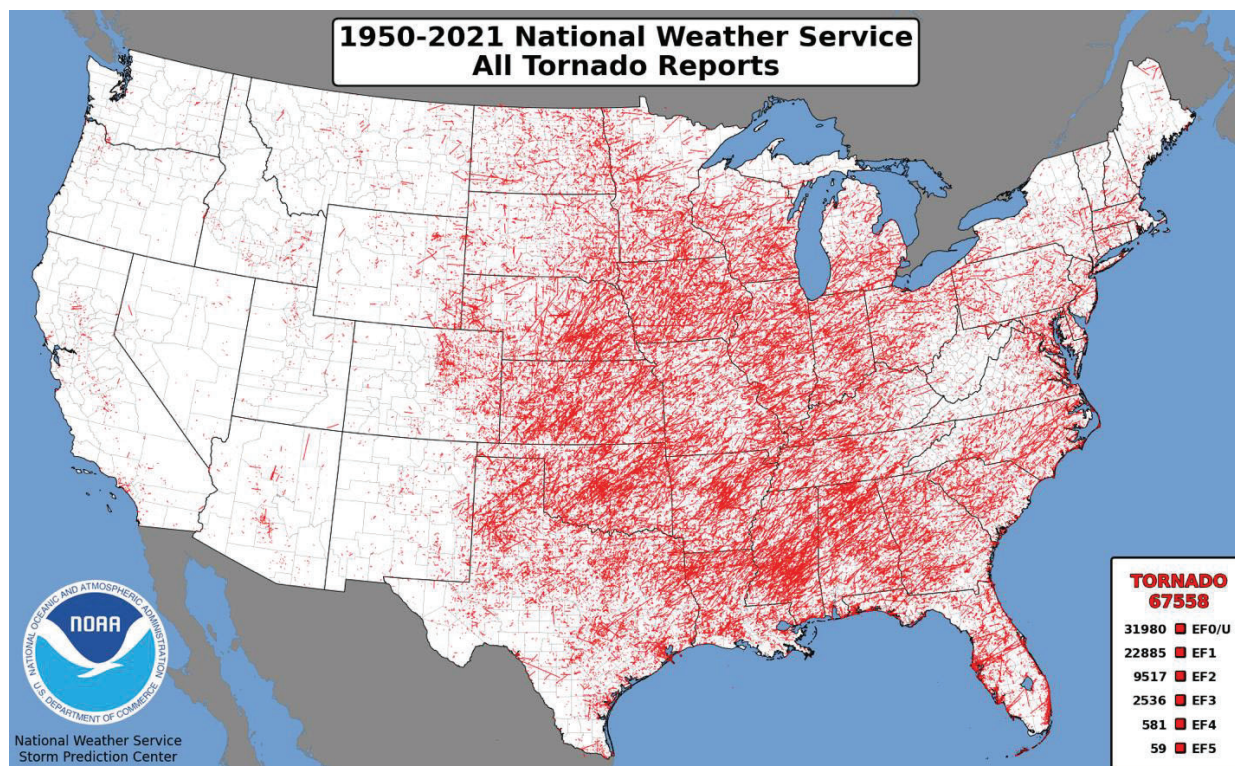 1950-2021 National Weather Service
All Tornado Reports
NATIONAL OCEANIC AND ATMOSPHERIC ADMINISTRATION
NOAA
U.S. DEPARTMENT OF COMMERCE
National Weather Service
Storm Prediction Center
TORNADO
67558
31980 EF0/U
22885 EF1
9517 EF2
2536 EF3
581 EF4
59 EF5